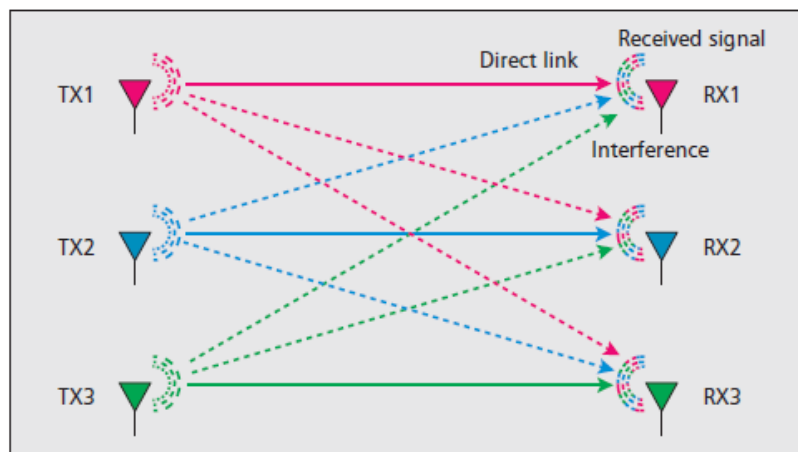 Received signal
Direct link
TX1
RX1
Interference
TX2
RX2
TX3
RX3